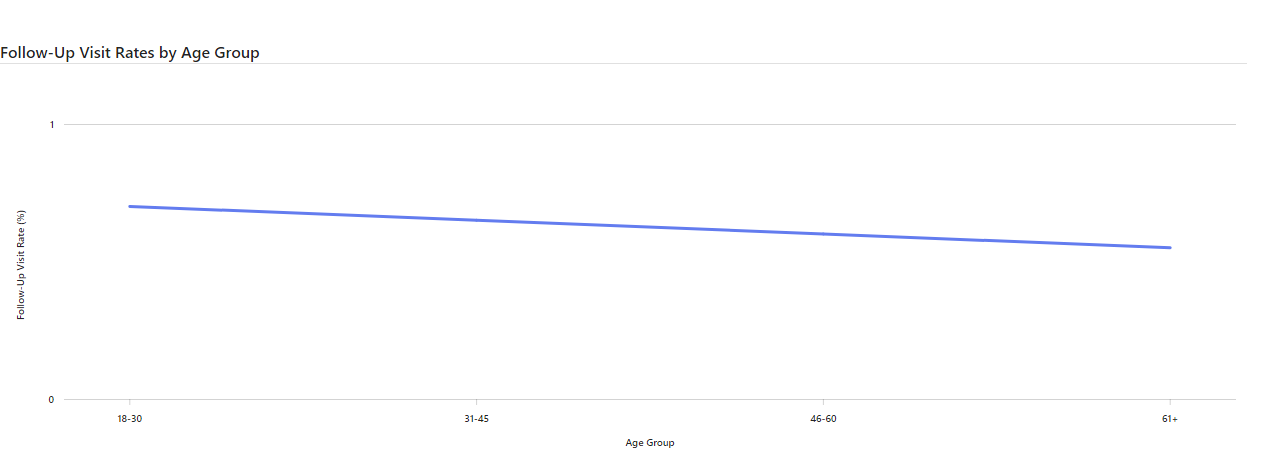 Follow-Up Visit Rates by Age Group
1
Follow-Up Visit Rate (%)
0
18-30 31-45 46-60 61+
Age Group